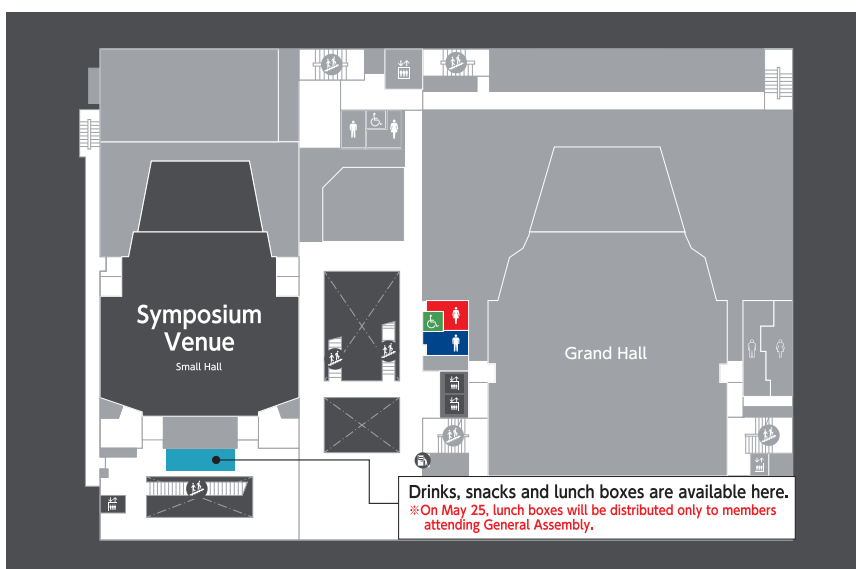 Symposium
Venue
Small Hall
Grand Hall
Drinks, snacks and lunch boxes are available here.
※On May 25, lunch boxes will be distributed only to members
attending General Assembly.